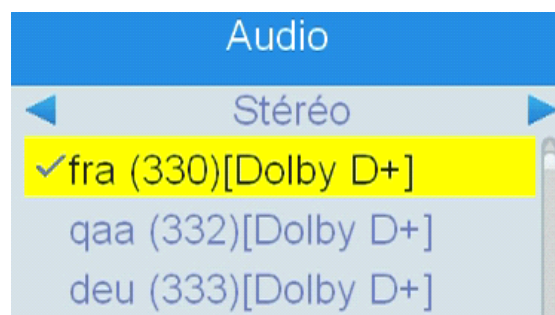 Audio
Stéréo
fra (330)[Dolby D+]
qaa (332)[Dolby D+]
deu (333)[Dolby D+]